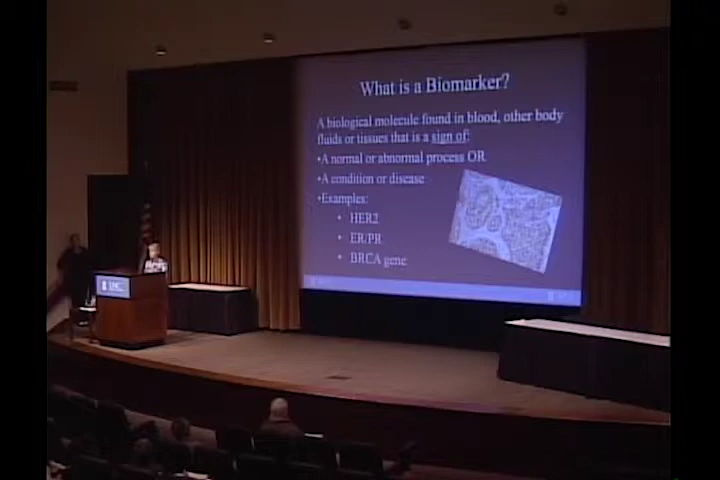 What is a Biomarker?
A biological molecule found in blood, other body
fluids or tissues that is a sign of:
•A normal or abnormal process OR
•A condition or disease
•Examples:
• HER2
• ER/PR
• BRCA gene